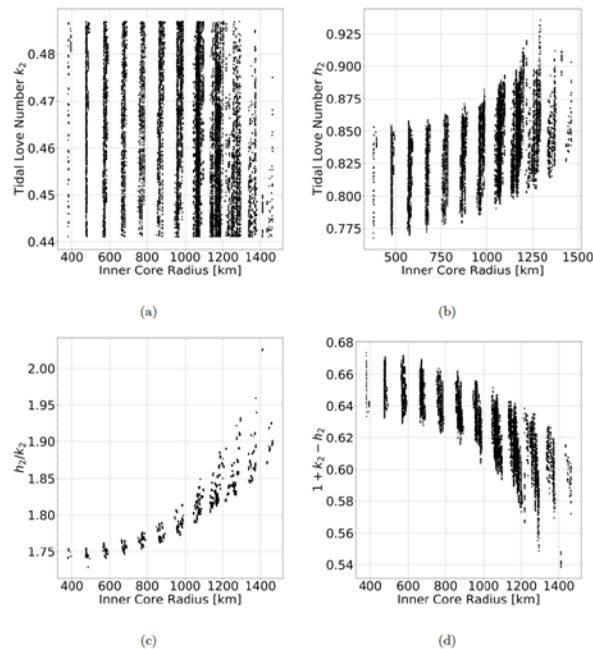 0.48
0.47
0.46
0.45
0.44
Tidal Love Number k₂
400 600 800 1000 1200 1400
Inner Core Radius [km]
(a)
0.925
0.900
0.875
0.850
0.825
0.800
0.775
Tidal Love Number h₂
500 750 1000 1250 1500
Inner Core Radius [km]
(b)
2.00
1.95
1.90
1.85
1.80
1.75
h₂/k₂
400 600 800 1000 1200 1400
Inner Core Radius [km]
(c)
0.68
0.66
0.64
0.62
0.60
0.58
0.56
0.54
1 + k₂ − h₂
400 600 800 1000 1200 1400
Inner Core Radius [km]
(d)